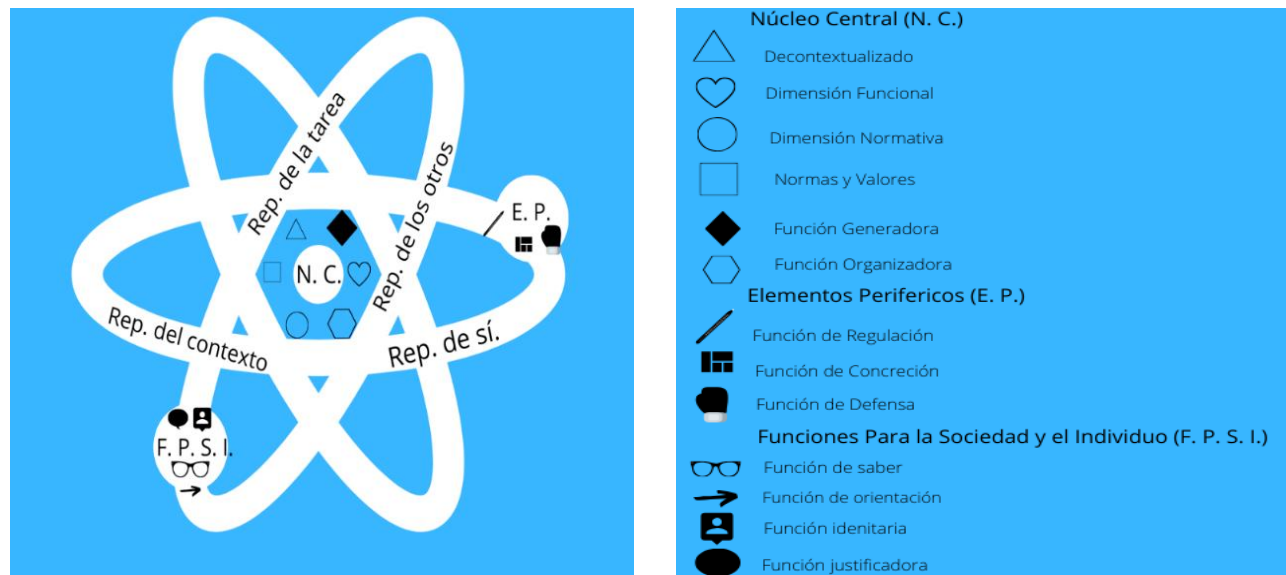 Rep. de la tarea
Rep. de los otros
E. P.
N. C.
Rep. del contexto
Rep. de sí.
F. P. S. I.
Núcleo Central (N. C.)
Decontextualizado
Dimensión Funcional
Dimensión Normativa
Normas y Valores
Función Generadora
Función Organizadora
Elementos Perifericos (E. P.)
Función de Regulación
Función de Concreción
Función de Defensa
Funciones Para la Sociedad y el Individuo (F. P. S. I.)
Función de saber
Función de orientación
Función idenitaria
Función justificadora